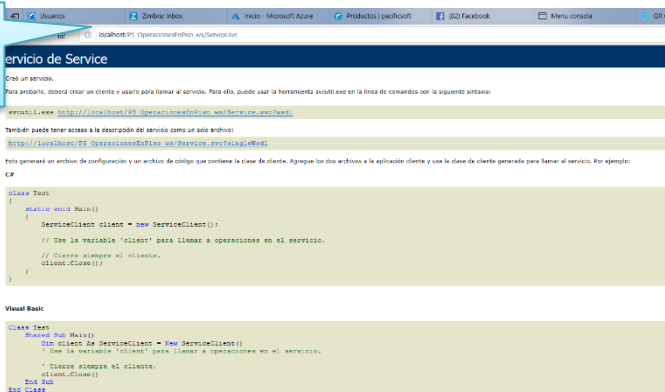 Usuarios
Zimbra: Inbox
Inicio - Microsoft Azure
Productos | pacificsoft
(62) Facebook
Menu consola
QR
localhost/PS_OperacionesEnPiso_ws/Service.svc
ervicio de Service
Creó un servicio.
Para probarlo, deberá crear un cliente y usarlo para llamar al servicio. Para ello, puede usar la herramienta svcutil.exe en la línea de comandos con la siguiente sintaxis:
svcutil.exe http://localhost/PS_OperacionesEnPiso_ws/Service.svc?wsdl
También puede tener acceso a la descripción del servicio como un solo archivo:
http://localhost/PS_OperacionesEnPiso_ws/Service.svc?singleWsdl
Esto generará un archivo de configuración y un archivo de código que contiene la clase de cliente. Agregue los dos archivos a la aplicación cliente y use la clase de cliente generada para llamar al servicio. Por ejemplo:
C#
class Test
{
static void Main()
{
ServiceClient client = new ServiceClient();
// Use la variable 'client' para llamar a operaciones en el servicio.
// Cierre siempre el cliente.
client.Close();
}
}
Visual Basic
Class Test
Shared Sub Main()
Dim client As ServiceClient = New ServiceClient()
' Use la variable 'client' para llamar a operaciones en el servicio.
' Cierre siempre el cliente.
client.Close()
End Sub
End Class